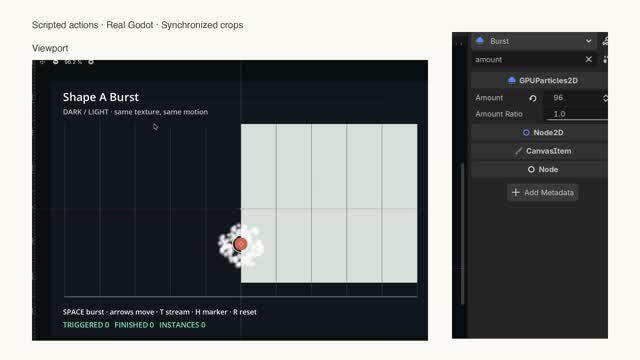 Scripted actions · Real Godot · Synchronized crops
Viewport
96.2 %
Shape A Burst
DARK / LIGHT · same texture, same motion
SPACE burst · arrows move · T stream · H marker · R reset
TRIGGERED 0 FINISHED 0 INSTANCES 0
Burst
amount
GPUParticles2D
Amount 96
Amount Ratio 1.0
Node2D
CanvasItem
Node
Add Metadata